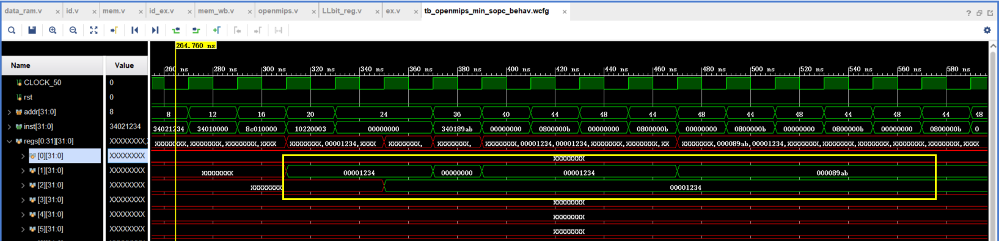 data_ram.v × id.v × mem.v × id_ex.v × mem_wb.v × openmips.v × LLbit_reg.v × ex.v × tb_openmips_min_sopc_behav.wcfg ×
264.760 ns
Name Value
260 ns 280 ns 300 ns 320 ns 340 ns 360 ns 380 ns 400 ns 420 ns 440 ns 460 ns 480 ns 500 ns 520 ns 540 ns 560 ns 580 ns
CLOCK_50 0
rst 0
addr[31:0] 8 8 12 16 20 24 36 40 44 48 44 48 44 48 44 48 44 48
inst[31:0] 34021234 34021234 34010000 8c010000 10220003 00000000 340189ab 00000000 0800000b 00000000 0800000b 00000000 0800000b 00000000 0800000b 00000000 0800000b 0
regs[0:31][31:0] XXXXXXXX, XXXXXXXX,XXXXXXXX,XXXXXXXX,XXXX XXXXXXXX,00001234,XXXX XXXXXXXX, XXXXXXXX, XXXXXXXX,00001234,00001234,XXXXXXXX,XXXXXXXX,XX XXXXXXXX,000089ab,00001234,XXXXXXXX,XXXXXXXX,XXXXXXXX,XXXXXXXX,XXXX
[0][31:0] XXXXXXXX XXXXXXXX
[1][31:0] XXXXXXXX XXXXXXXX 00001234 00000000 00001234 000089ab
[2][31:0] XXXXXXXX XXXXXXXX 00001234
[3][31:0] XXXXXXXX XXXXXXXX
[4][31:0] XXXXXXXX XXXXXXXX
[5][31:0] XXXXXXXX XXXXXXXX